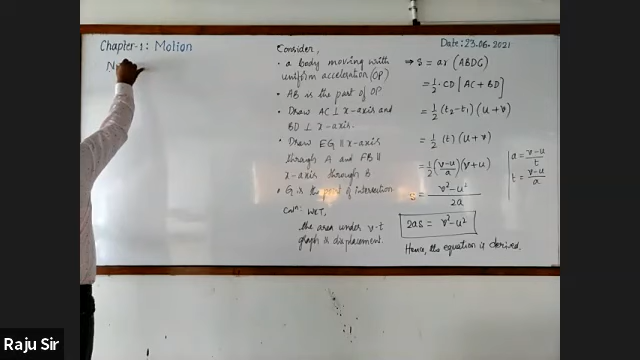 Chapter-1: Motion
N
Consider,
• a body moving with
uniform acceleration (OP)
• AB is the part of OP
• Draw AC ⊥ x-axis and
BD ⊥ x-axis.
• Draw EG || x-axis
through A and FB ||
x-axis through B
• G is the point of intersection
Calⁿ: WKT,
the area under v-t
graph is displacement.
Date: 23.06.2021
⇒ S = ar (ABDG)
= 1/2 · CD [AC + BD]
= 1/2 (t₂-t₁) (u+v)
= 1/2 (t) (u+v)
= 1/2 (v-u/a) (v+u)
s = v²-u² / 2a
2as = v²-u²
Hence, the equation is derived.
a = v-u/t
t = v-u/a
Raju Sir